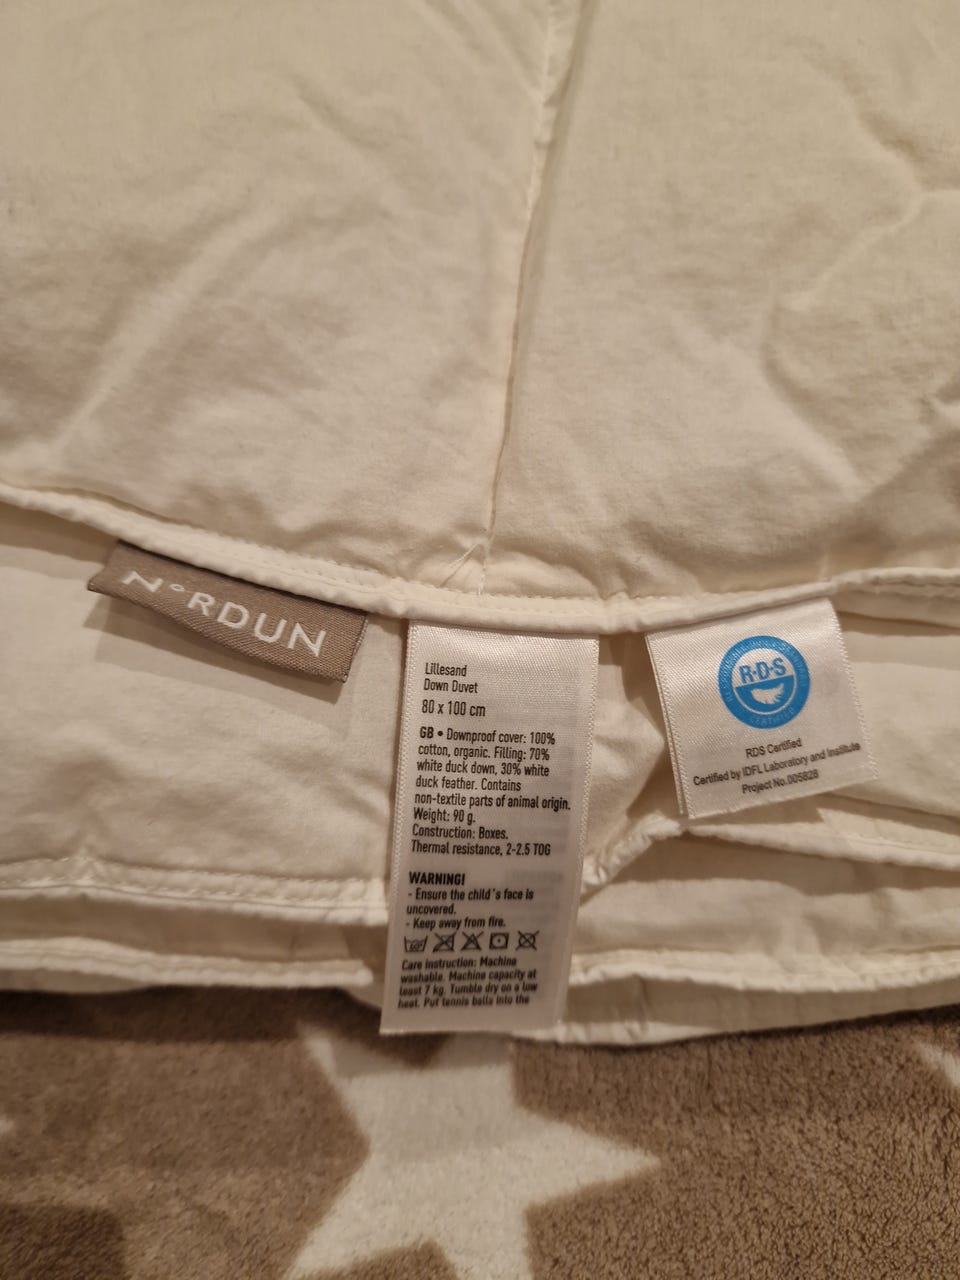 N°RDUN
Lillesand
Down Duvet
80 x 100 cm
GB • Downproof cover: 100%
cotton, organic. Filling: 70%
white duck down, 30% white
duck feather. Contains
non-textile parts of animal origin.
Weight: 90 g.
Construction: Boxes.
Thermal resistance, 2-2.5 TOG
WARNING!
- Ensure the child´s face is
uncovered.
- Keep away from fire.
Care instruction: Machine
washable. Machine capacity at
least 7 kg. Tumble dry on a low
heat. Put tennis balls into the
R·D·S
CERTIFIED
RDS Certified
Certified by IDFL Laboratory and Institute
Project No.005828